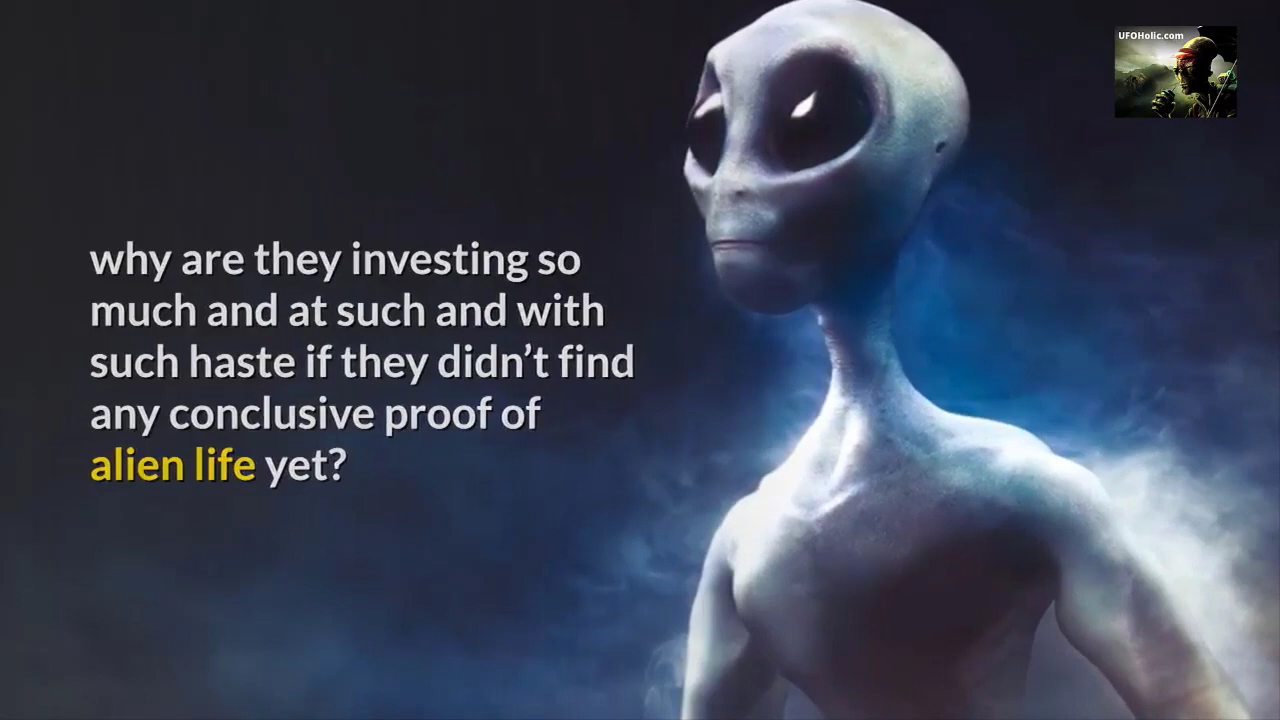 UFOHolic.com
why are they investing so
much and at such and with
such haste if they didn't find
any conclusive proof of
alien life yet?